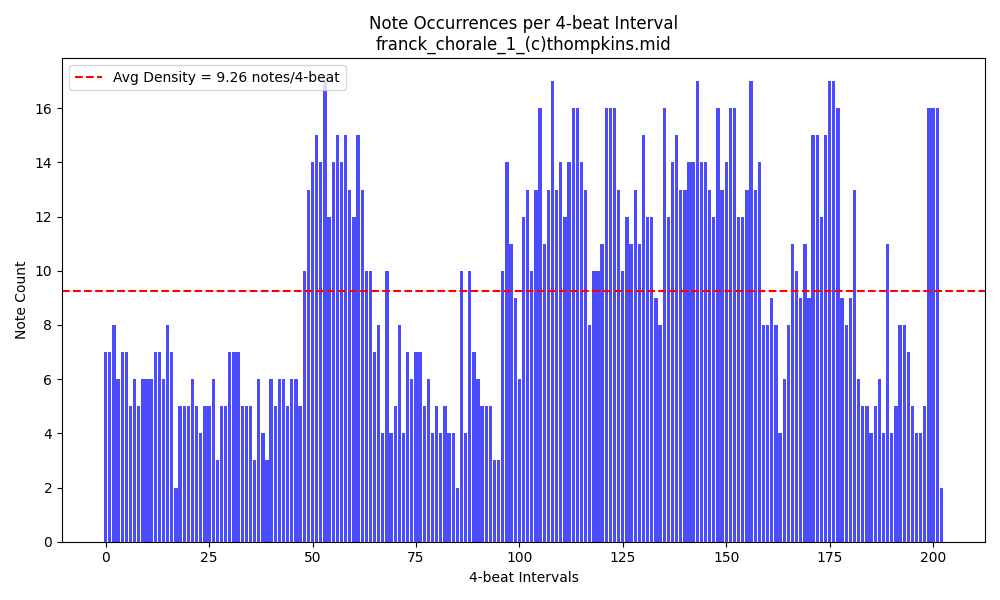 Note Occurrences per 4-beat Interval
franck_chorale_1_(c)thompkins.mid
Avg Density = 9.26 notes/4-beat
Note Count
16
14
12
10
8
6
4
2
0
0 25 50 75 100 125 150 175 200
4-beat Intervals